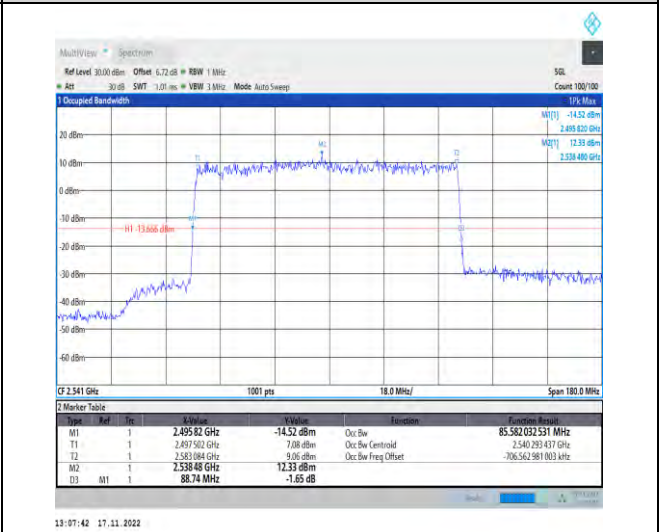 MultiView Spectrum
Ref Level 30.00 dBm Offset 6.72 dB RBW 1 MHz SGL
Att 30 dB SWT 1.01 ms VBW 3 MHz Mode Auto Sweep Count 100/100
1 Occupied Bandwidth 1Pk Max
M1[1] -14.52 dBm
2.495 820 GHz
20 dBm
M2[1] 12.33 dBm
2.538 480 GHz
M2
T1 T2
10 dBm
0 dBm
-10 dBm
M1
H1 -13.666 dBm
D3
-20 dBm
-30 dBm
-40 dBm
-50 dBm
-60 dBm
CF 2.541 GHz 1001 pts 18.0 MHz/ Span 180.0 MHz
2 Marker Table
Type Ref Trc X-Value Y-Value Function Function Result
M1 1 2.495 82 GHz -14.52 dBm Occ Bw 85.582 032 531 MHz
T1 1 2.497 502 GHz 7.08 dBm Occ Bw Centroid 2.540 293 437 GHz
T2 1 2.583 084 GHz 9.06 dBm Occ Bw Freq Offset -706.562 981 003 kHz
M2 1 2.538 48 GHz 12.33 dBm
D3 M1 1 88.74 MHz -1.65 dB
13:07:42 17.11.2022